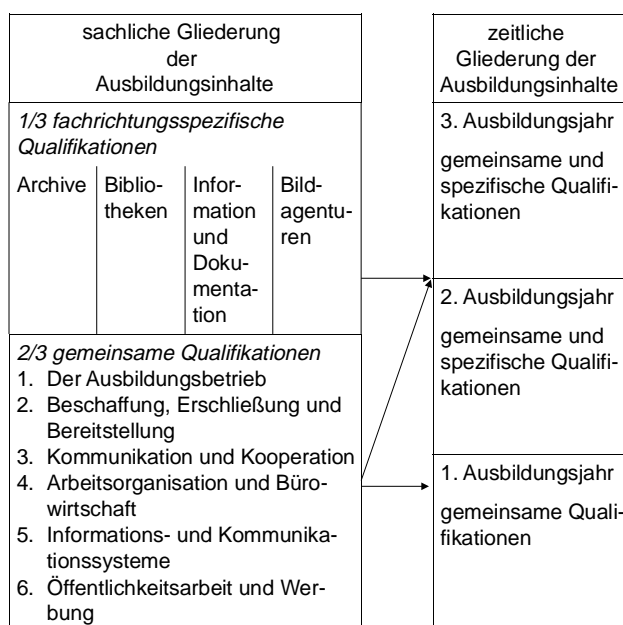 sachliche Gliederung
der
Ausbildungsinhalte
1/3 fachrichtungsspezifische
Qualifikationen
Archive
Biblio-
theken
Infor-
mation
und
Doku-
menta-
tion
Bild-
agentu-
ren
2/3 gemeinsame Qualifikationen
1. Der Ausbildungsbetrieb
2. Beschaffung, Erschließung und
Bereitstellung
3. Kommunikation und Kooperation
4. Arbeitsorganisation und Büro-
wirtschaft
5. Informations- und Kommunika-
tionssysteme
6. Öffentlichkeitsarbeit und Wer-
bung
zeitliche
Gliederung der
Ausbildungsinhalte
3. Ausbildungsjahr
gemeinsame und
spezifische Qualifi-
kationen
2. Ausbildungsjahr
gemeinsame und
spezifische Qualifi-
kationen
1. Ausbildungsjahr
gemeinsame Quali-
fikationen